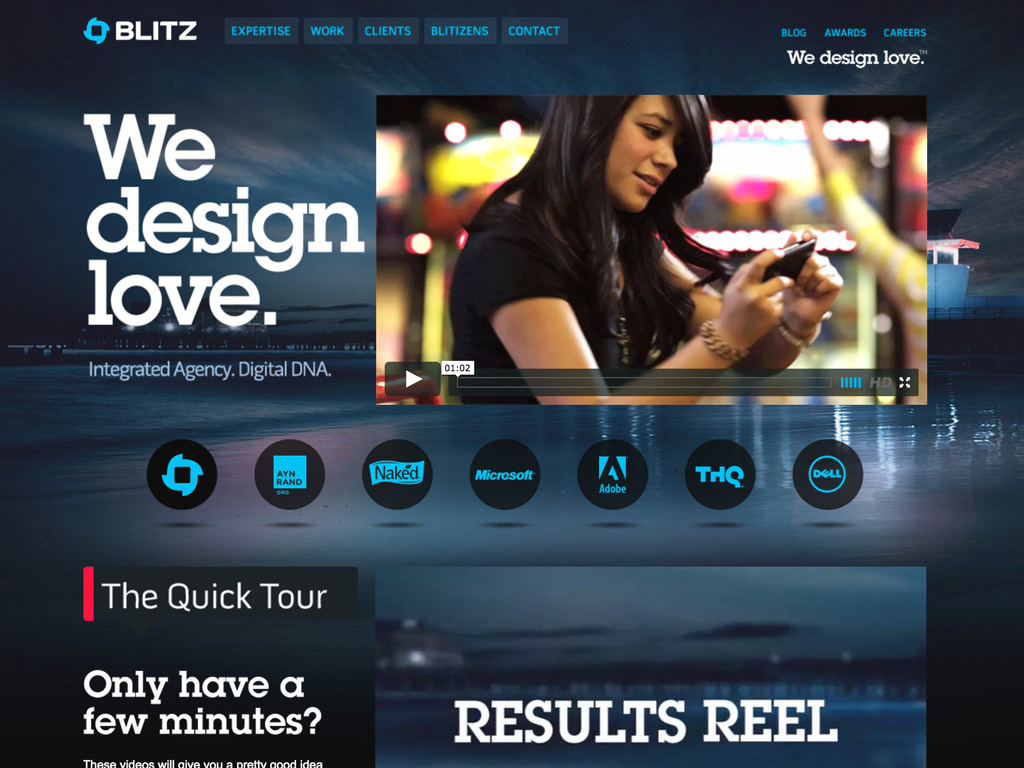 BLITZ
EXPERTISE
WORK
CLIENTS
BLITIZENS
CONTACT
BLOG
AWARDS
CAREERS
We design love.™
We
design
love.
Integrated Agency. Digital DNA.
01:02
HD
AYN
RAND
ORG
Naked
Microsoft
Adobe
THQ
DELL
The Quick Tour
Only have a
few minutes?
These videos will give you a pretty good idea
RESULTS REEL